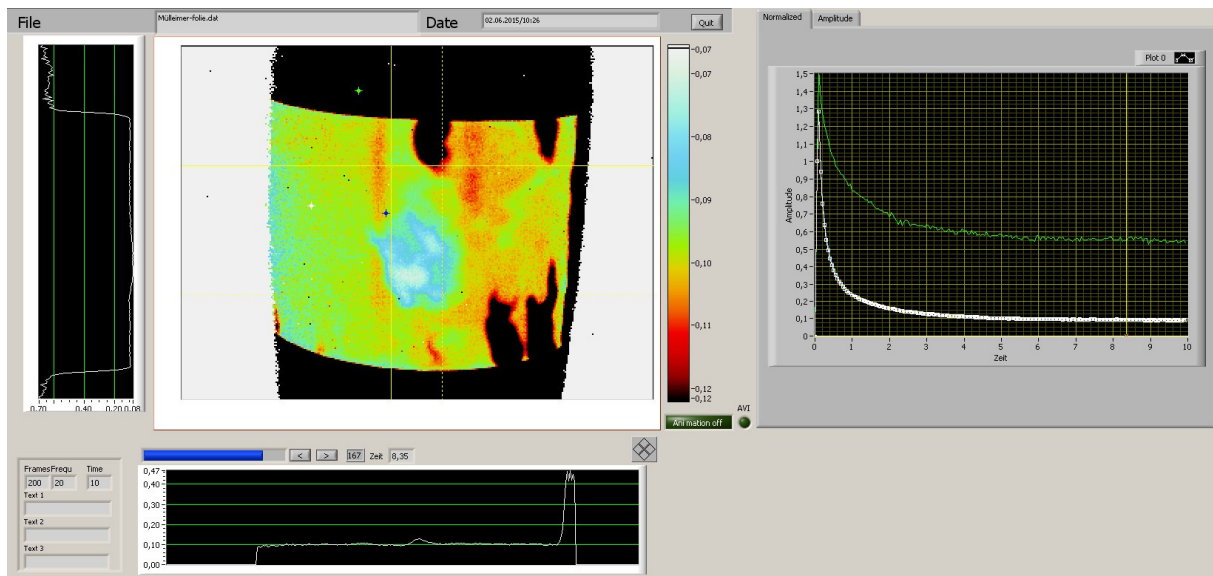 File
Mülleimer-folie.dat
Date
02.06.2015/10:26
Quit
0.70 0.40 0.20 0.08
-0,07
-0,07
-0,08
-0,09
-0,10
-0,11
-0,12
-0,12
AVI
Animation off
< > 167 Zeit 8,35
Frames Frequ Time
200 20 10
Text 1
Text 2
Text 3
0,47
0,30
0,20
0,10
0,00
Normalized Amplitude
Plot 0
Amplitude
1,5
1,4
1,3
1,2
1,1
1
0,9
0,8
0,7
0,6
0,5
0,4
0,3
0,2
0,1
0
0 1 2 3 4 5 6 7 8 9 10
Zeit